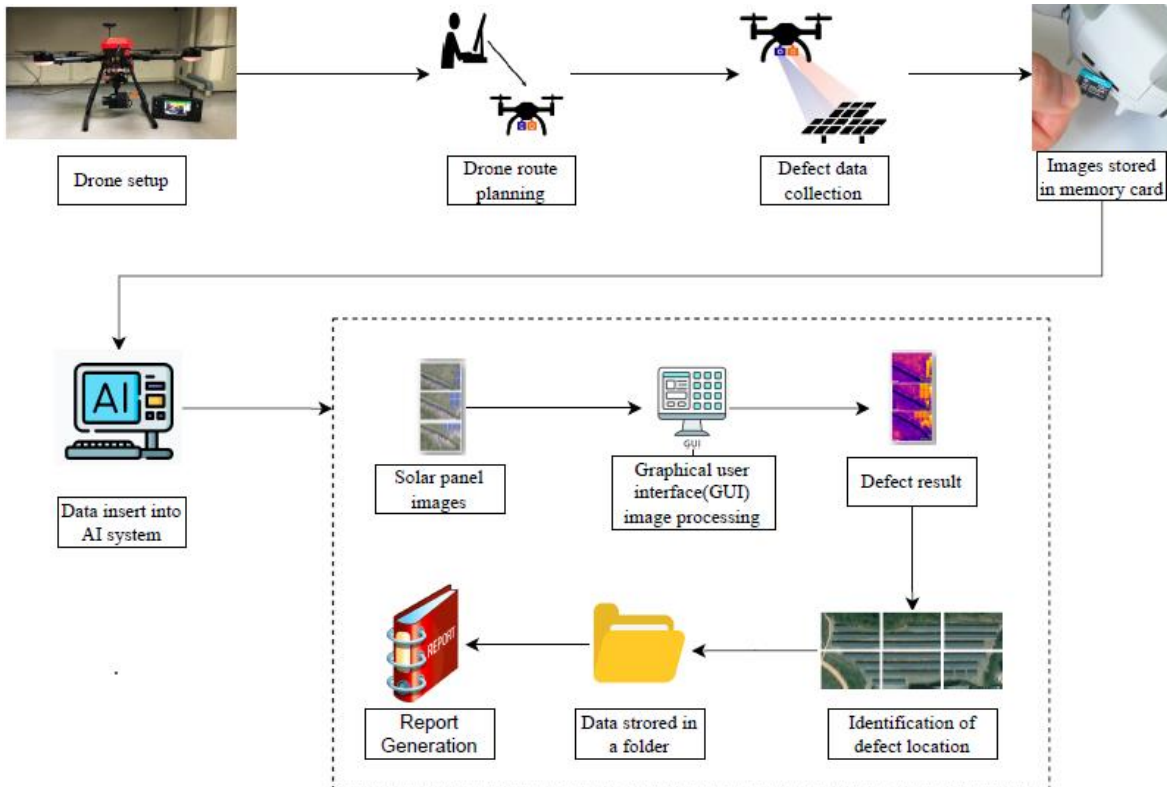 Drone setup
Drone route
planning
Defect data
collection
Images stored
in memory card
AI
Data insert into
AI system
Solar panel
images
GUI
Graphical user
interface(GUI)
image processing
Defect result
REPORT
Report
Generation
Data strored in
a folder
Identification of
defect location